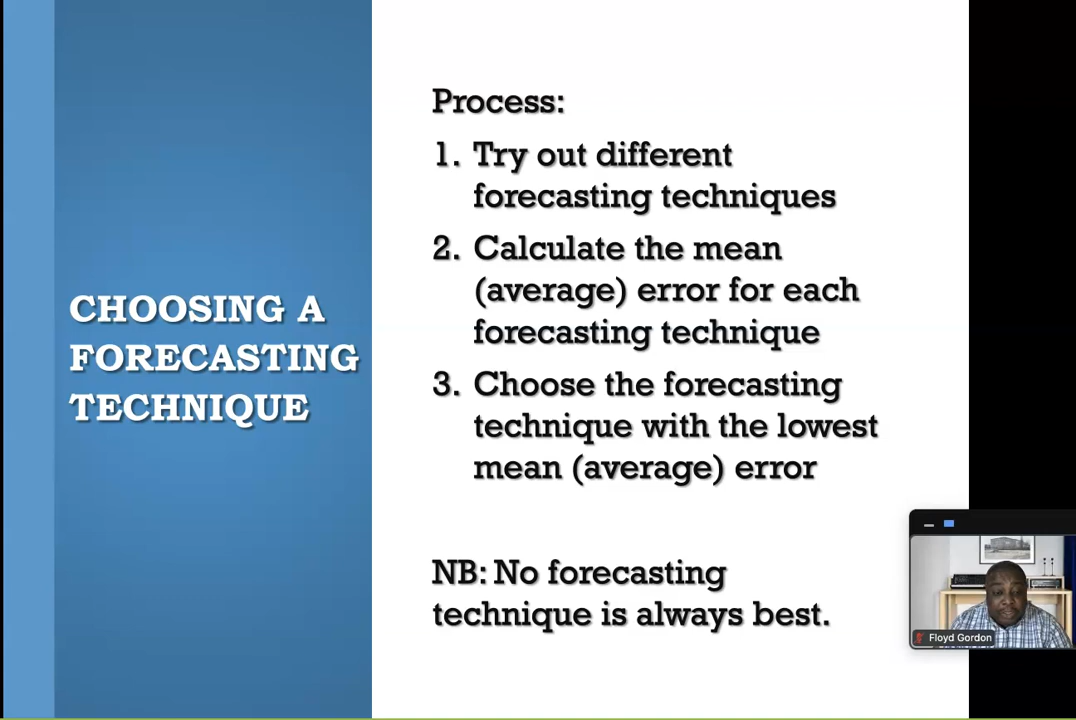 CHOOSING A
FORECASTING
TECHNIQUE
Process:
1. Try out different
forecasting techniques
2. Calculate the mean
(average) error for each
forecasting technique
3. Choose the forecasting
technique with the lowest
mean (average) error
NB: No forecasting
technique is always best.
Floyd Gordon